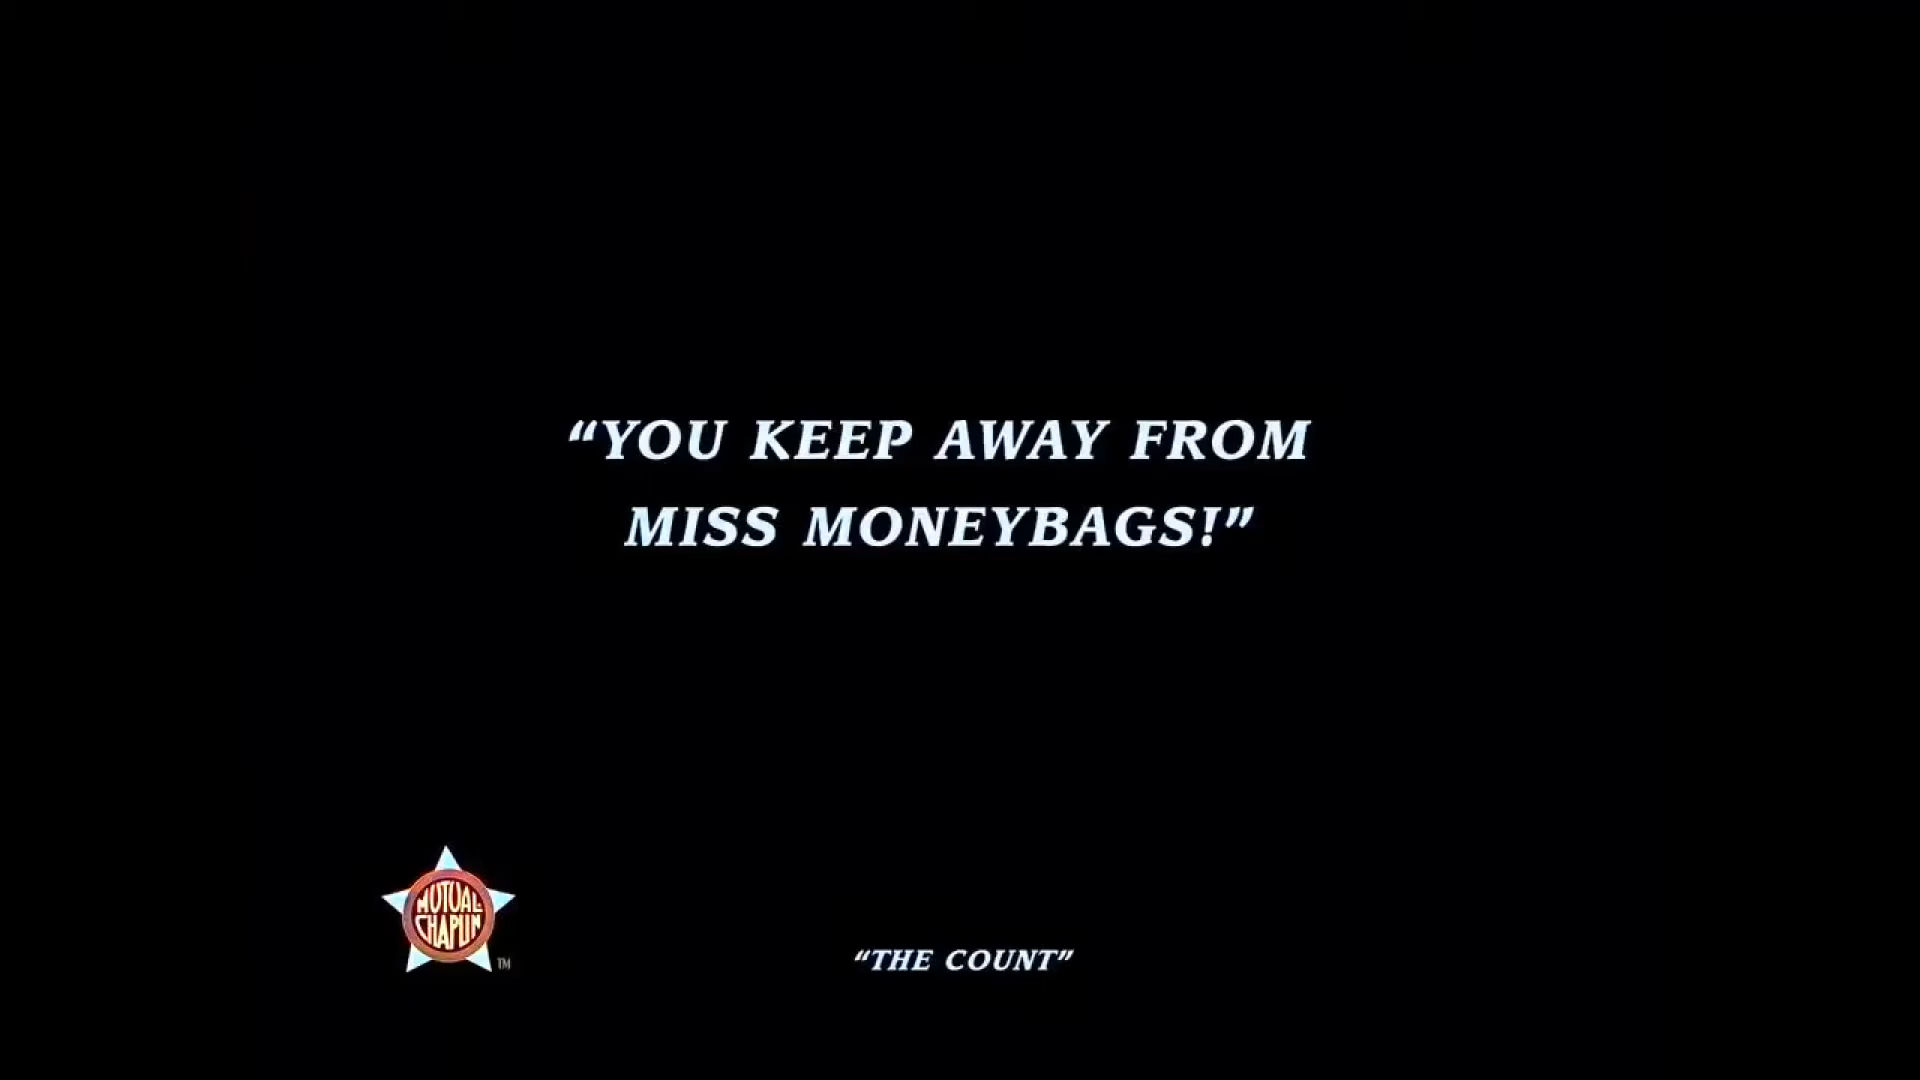 “YOU KEEP AWAY FROM
MISS MONEYBAGS!”
MUTUAL-
CHAPLIN
TM
“THE COUNT”